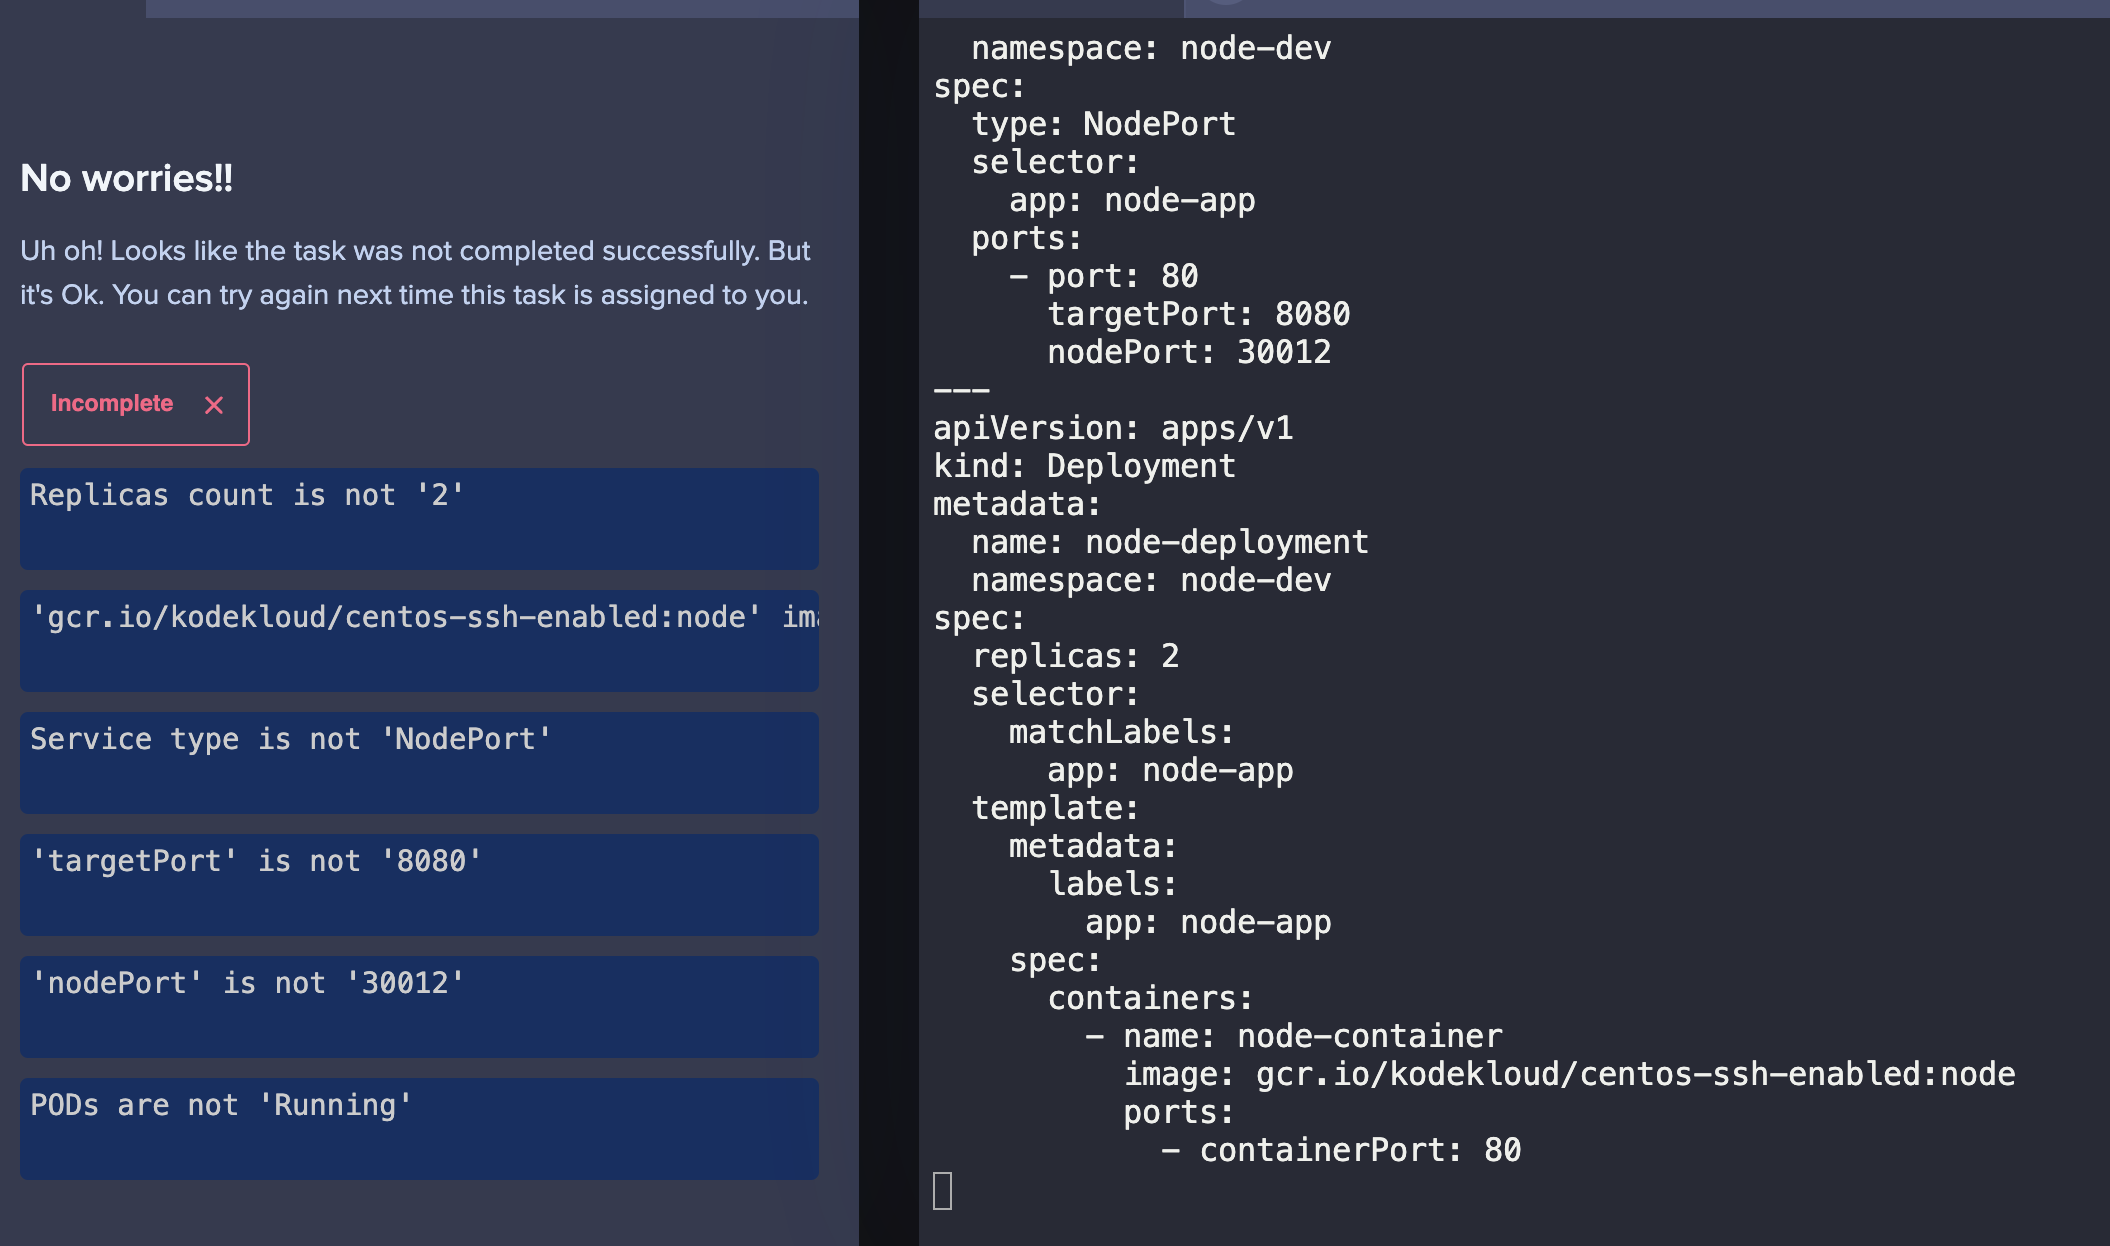 No worries!!
Uh oh! Looks like the task was not completed successfully. But
it's Ok. You can try again next time this task is assigned to you.
Incomplete
Replicas count is not '2'
'gcr.io/kodekloud/centos-ssh-enabled:node'
Service type is not 'NodePort'
'targetPort' is not '8080'
'nodePort' is not '30012'
PODs are not 'Running'
namespace: node-dev
spec:
type: NodePort
selector:
app: node-app
ports:
- port: 80
targetPort: 8080
nodePort: 30012
---
apiVersion: apps/v1
kind: Deployment
metadata:
name: node-deployment
namespace: node-dev
spec:
replicas: 2
selector:
matchLabels:
app: node-app
template:
metadata:
labels:
app: node-app
spec:
containers:
- name: node-container
image: gcr.io/kodekloud/centos-ssh-enabled:node
ports:
- containerPort: 80